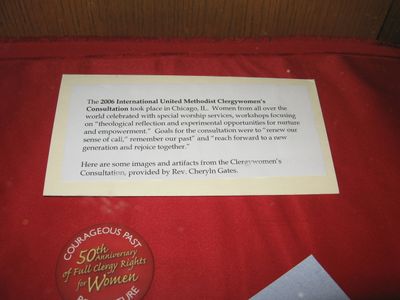 The 2006 International United Methodist Clergywomen's
Consultation took place in Chicago, IL. Women from all over the
world celebrated with special worship services, workshops focusing
on "theological reflection and experimental opportunities for nurture
and empowerment." Goals for the consultation were to "renew our
sense of call," remember our past" and "reach forward to a new
generation and rejoice together."
Here are some images and artifacts from the Clergywomen's
Consultation, provided by Rev. Cheryln Gates.
COURAGEOUS PAST
50th
Anniversary
of Full Clergy Rights
for Women